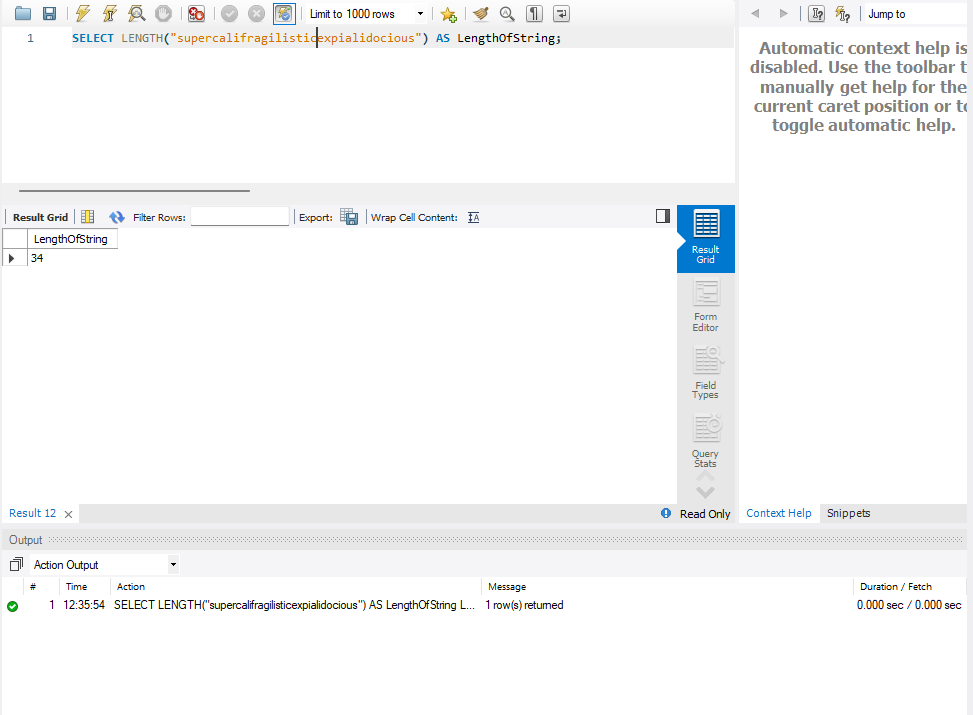 Limit to 1000 rows
Jump to
1 SELECT LENGTH("supercalifragilisticexpialidocious") AS LengthOfString;
Automatic context help is
disabled. Use the toolbar t
manually get help for the
current caret position or to
toggle automatic help.
Result Grid Filter Rows: Export: Wrap Cell Content:
LengthOfString
34
Result
Grid
Form
Editor
Field
Types
Query
Stats
Result 12 Read Only
Context Help Snippets
Output
Action Output
# Time Action Message Duration / Fetch
1 12:35:54 SELECT LENGTH("supercalifragilisticexpialidocious") AS LengthOfString L... 1 row(s) returned 0.000 sec / 0.000 sec